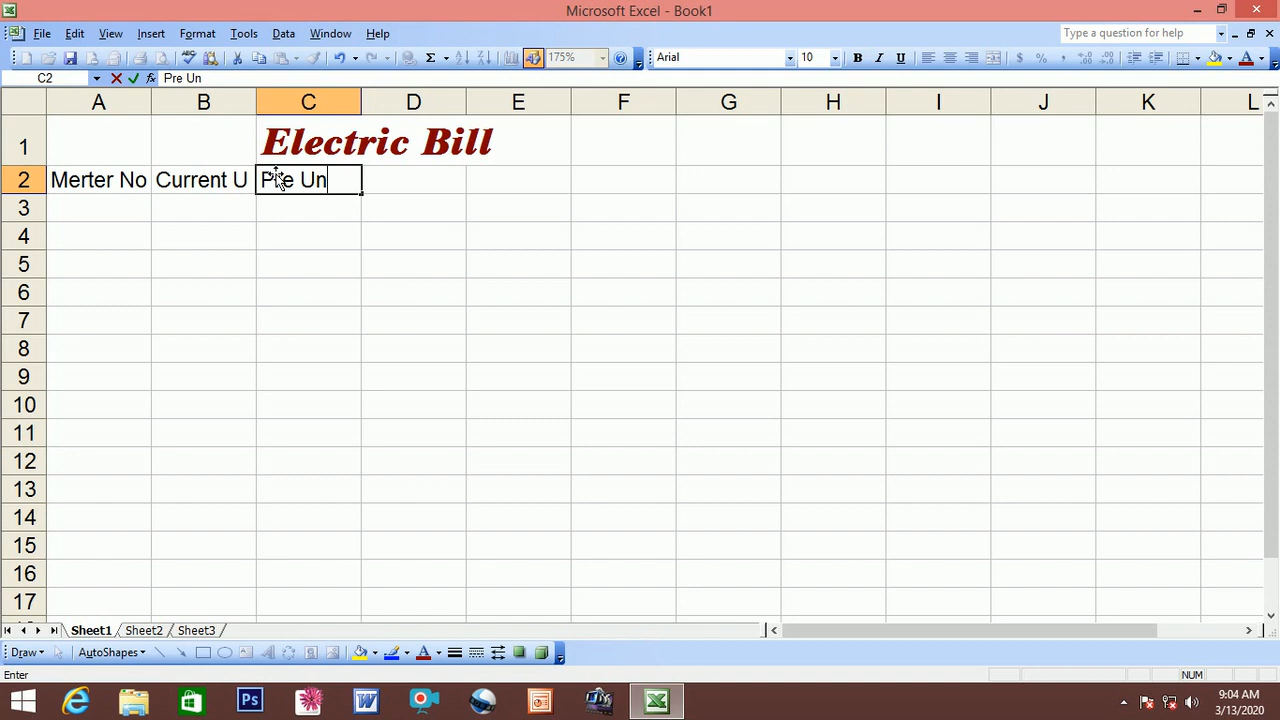 Microsoft Excel - Book1
File Edit View Insert Format Tools Data Window Help Type a question for help
Σ 175% Arial 10 B I U $ % ,
C2 fx Pre Un
A B C D E F G H I J K L
1 Electric Bill
2 Merter No Current U Pre Un
3
4
5
6
7
8
9
10
11
12
13
14
15
16
17
Sheet1 Sheet2 Sheet3
Draw AutoShapes
Enter NUM
9:04 AM
3/13/2020